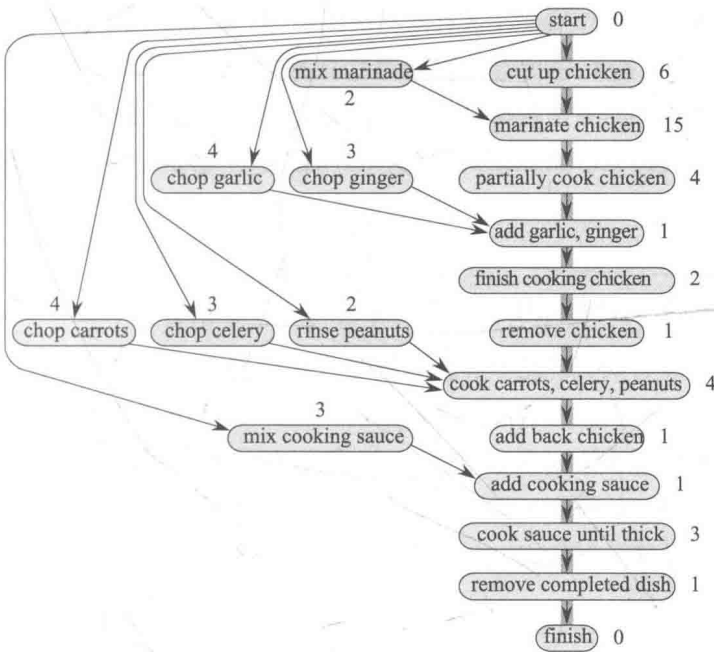 start 0
mix marinade cut up chicken 6
2
marinate chicken 15
4 3
chop garlic chop ginger partially cook chicken 4
add garlic, ginger 1
finish cooking chicken 2
4 3 2
chop carrots chop celery rinse peanuts remove chicken 1
cook carrots, celery, peanuts 4
3
mix cooking sauce add back chicken 1
add cooking sauce 1
cook sauce until thick 3
remove completed dish 1
finish 0